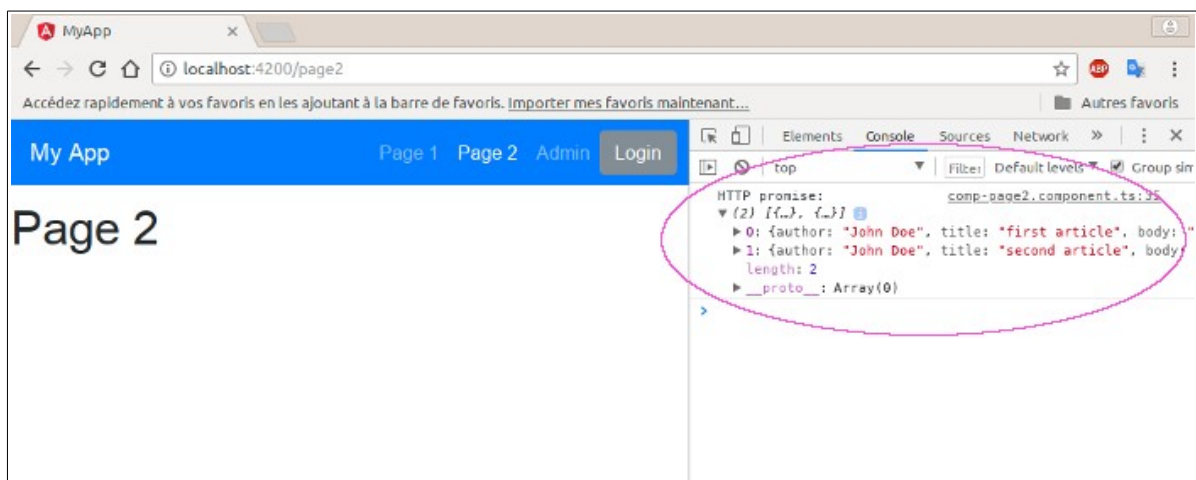 MyApp
localhost:4200/page2
ABP
Accédez rapidement à vos favoris en les ajoutant à la barre de favoris. Importer mes favoris maintenant...
Autres favoris
My App
Page 1 Page 2 Admin Login
Elements Console Sources Network »
top Filter Default levels Group sim
HTTP promise: comp-page2.component.ts:35
(2) [{…}, {…}]
0: {author: "John Doe", title: "first article", body: "
1: {author: "John Doe", title: "second article", body:
length: 2
__proto__: Array(0)
>
Page 2